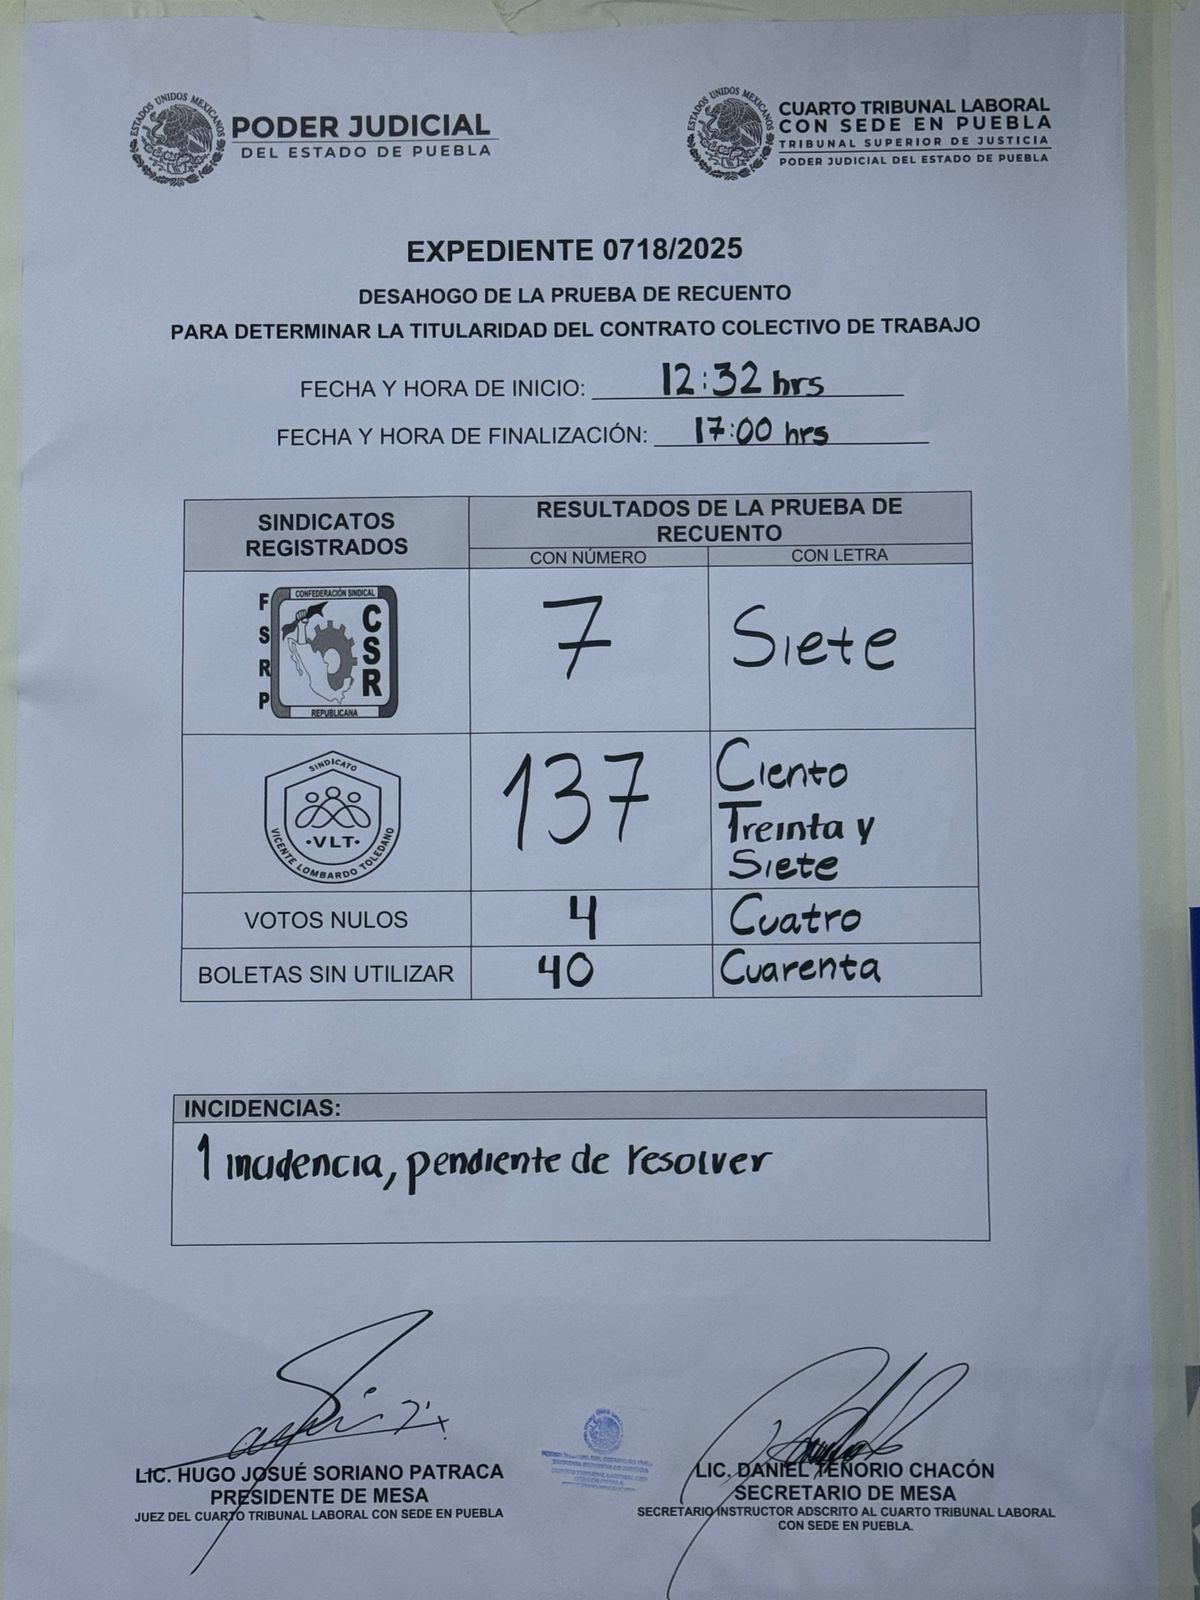 ESTADOS UNIDOS MEXICANOS
PODER JUDICIAL
DEL ESTADO DE PUEBLA
ESTADOS UNIDOS MEXICANOS
CUARTO TRIBUNAL LABORAL
CON SEDE EN PUEBLA
TRIBUNAL SUPERIOR DE JUSTICIA
PODER JUDICIAL DEL ESTADO DE PUEBLA
EXPEDIENTE 0718/2025
DESAHOGO DE LA PRUEBA DE RECUENTO
PARA DETERMINAR LA TITULARIDAD DEL CONTRATO COLECTIVO DE TRABAJO
FECHA Y HORA DE INICIO: 12:32 hrs
FECHA Y HORA DE FINALIZACIÓN: 17:00 hrs
SINDICATOS
REGISTRADOS
RESULTADOS DE LA PRUEBA DE
RECUENTO
CON NÚMERO
CON LETRA
FSRP
CONFEDERACIÓN SINDICAL
CSR
REPUBLICANA
7
Siete
SINDICATO
·VLT·
VICENTE LOMBARDO TOLEDANO
137
Ciento
Treinta y
Siete
VOTOS NULOS 4 Cuatro
BOLETAS SIN UTILIZAR 40 Cuarenta
INCIDENCIAS:
1 incidencia, pendiente de resolver
LIC. HUGO JOSUÉ SORIANO PATRACA
PRESIDENTE DE MESA
JUEZ DEL CUARTO TRIBUNAL LABORAL CON SEDE EN PUEBLA
LIC. DANIEL TENORIO CHACÓN
SECRETARIO DE MESA
SECRETARIO INSTRUCTOR ADSCRITO AL CUARTO TRIBUNAL LABORAL
CON SEDE EN PUEBLA.